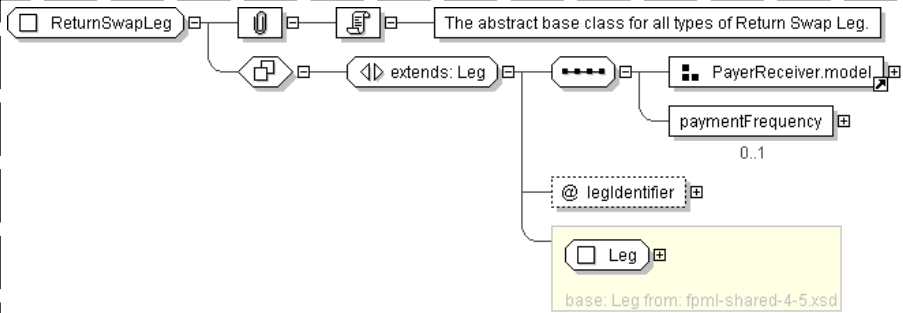 ReturnSwapLeg
The abstract base class for all types of Return Swap Leg.
extends: Leg
PayerReceiver.model
paymentFrequency
0..1
@ legIdentifier
Leg
base: Leg from: fpml-shared-4-5.xsd